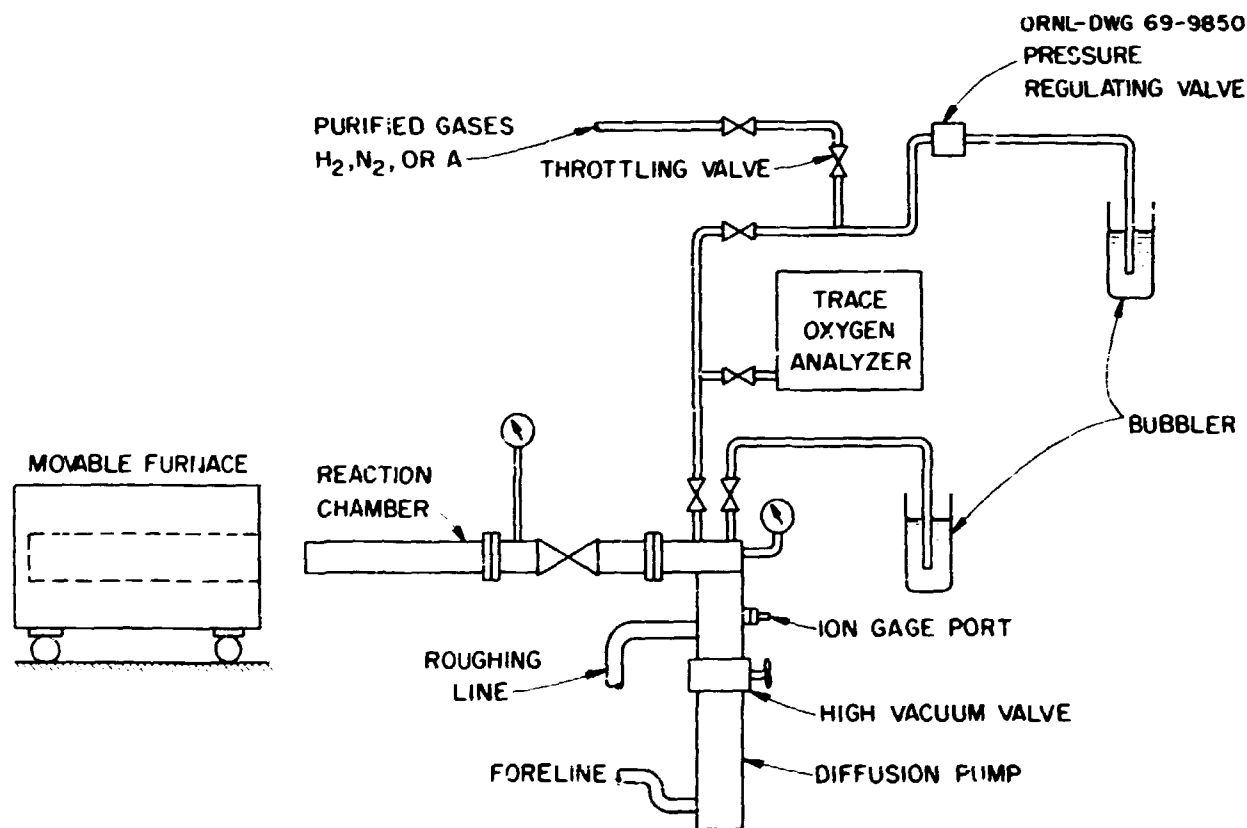 ORNL-DWG 69-9850
PRESSURE
REGULATING VALVE
PURIFIED GASES
H2, N2, OR A
THROTTLING VALVE
TRACE
OXYGEN
ANALYZER
BUBBLER
MOVABLE FURNACE
REACTION
CHAMBER
ION GAGE PORT
ROUGHING
LINE
HIGH VACUUM VALVE
FORELINE
DIFFUSION PUMP